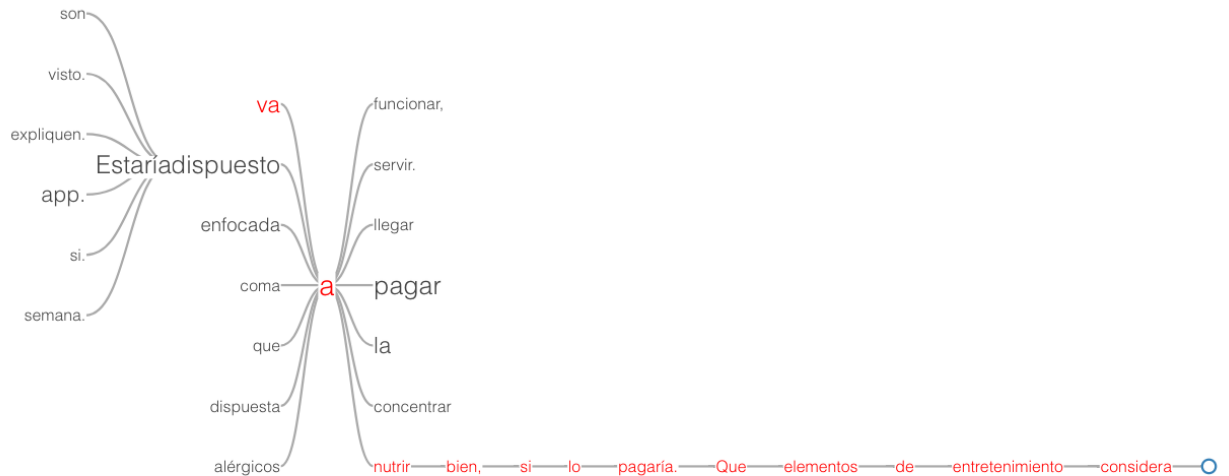 son
visto.
expliquen.
app.
si.
semana.
Estaríadispuesto
va
enfocada
coma
que
dispuesta
alérgicos
a
funcionar,
servir.
llegar
pagar
la
concentrar
nutrir bien, si lo pagaría. Que elementos de entretenimiento considera